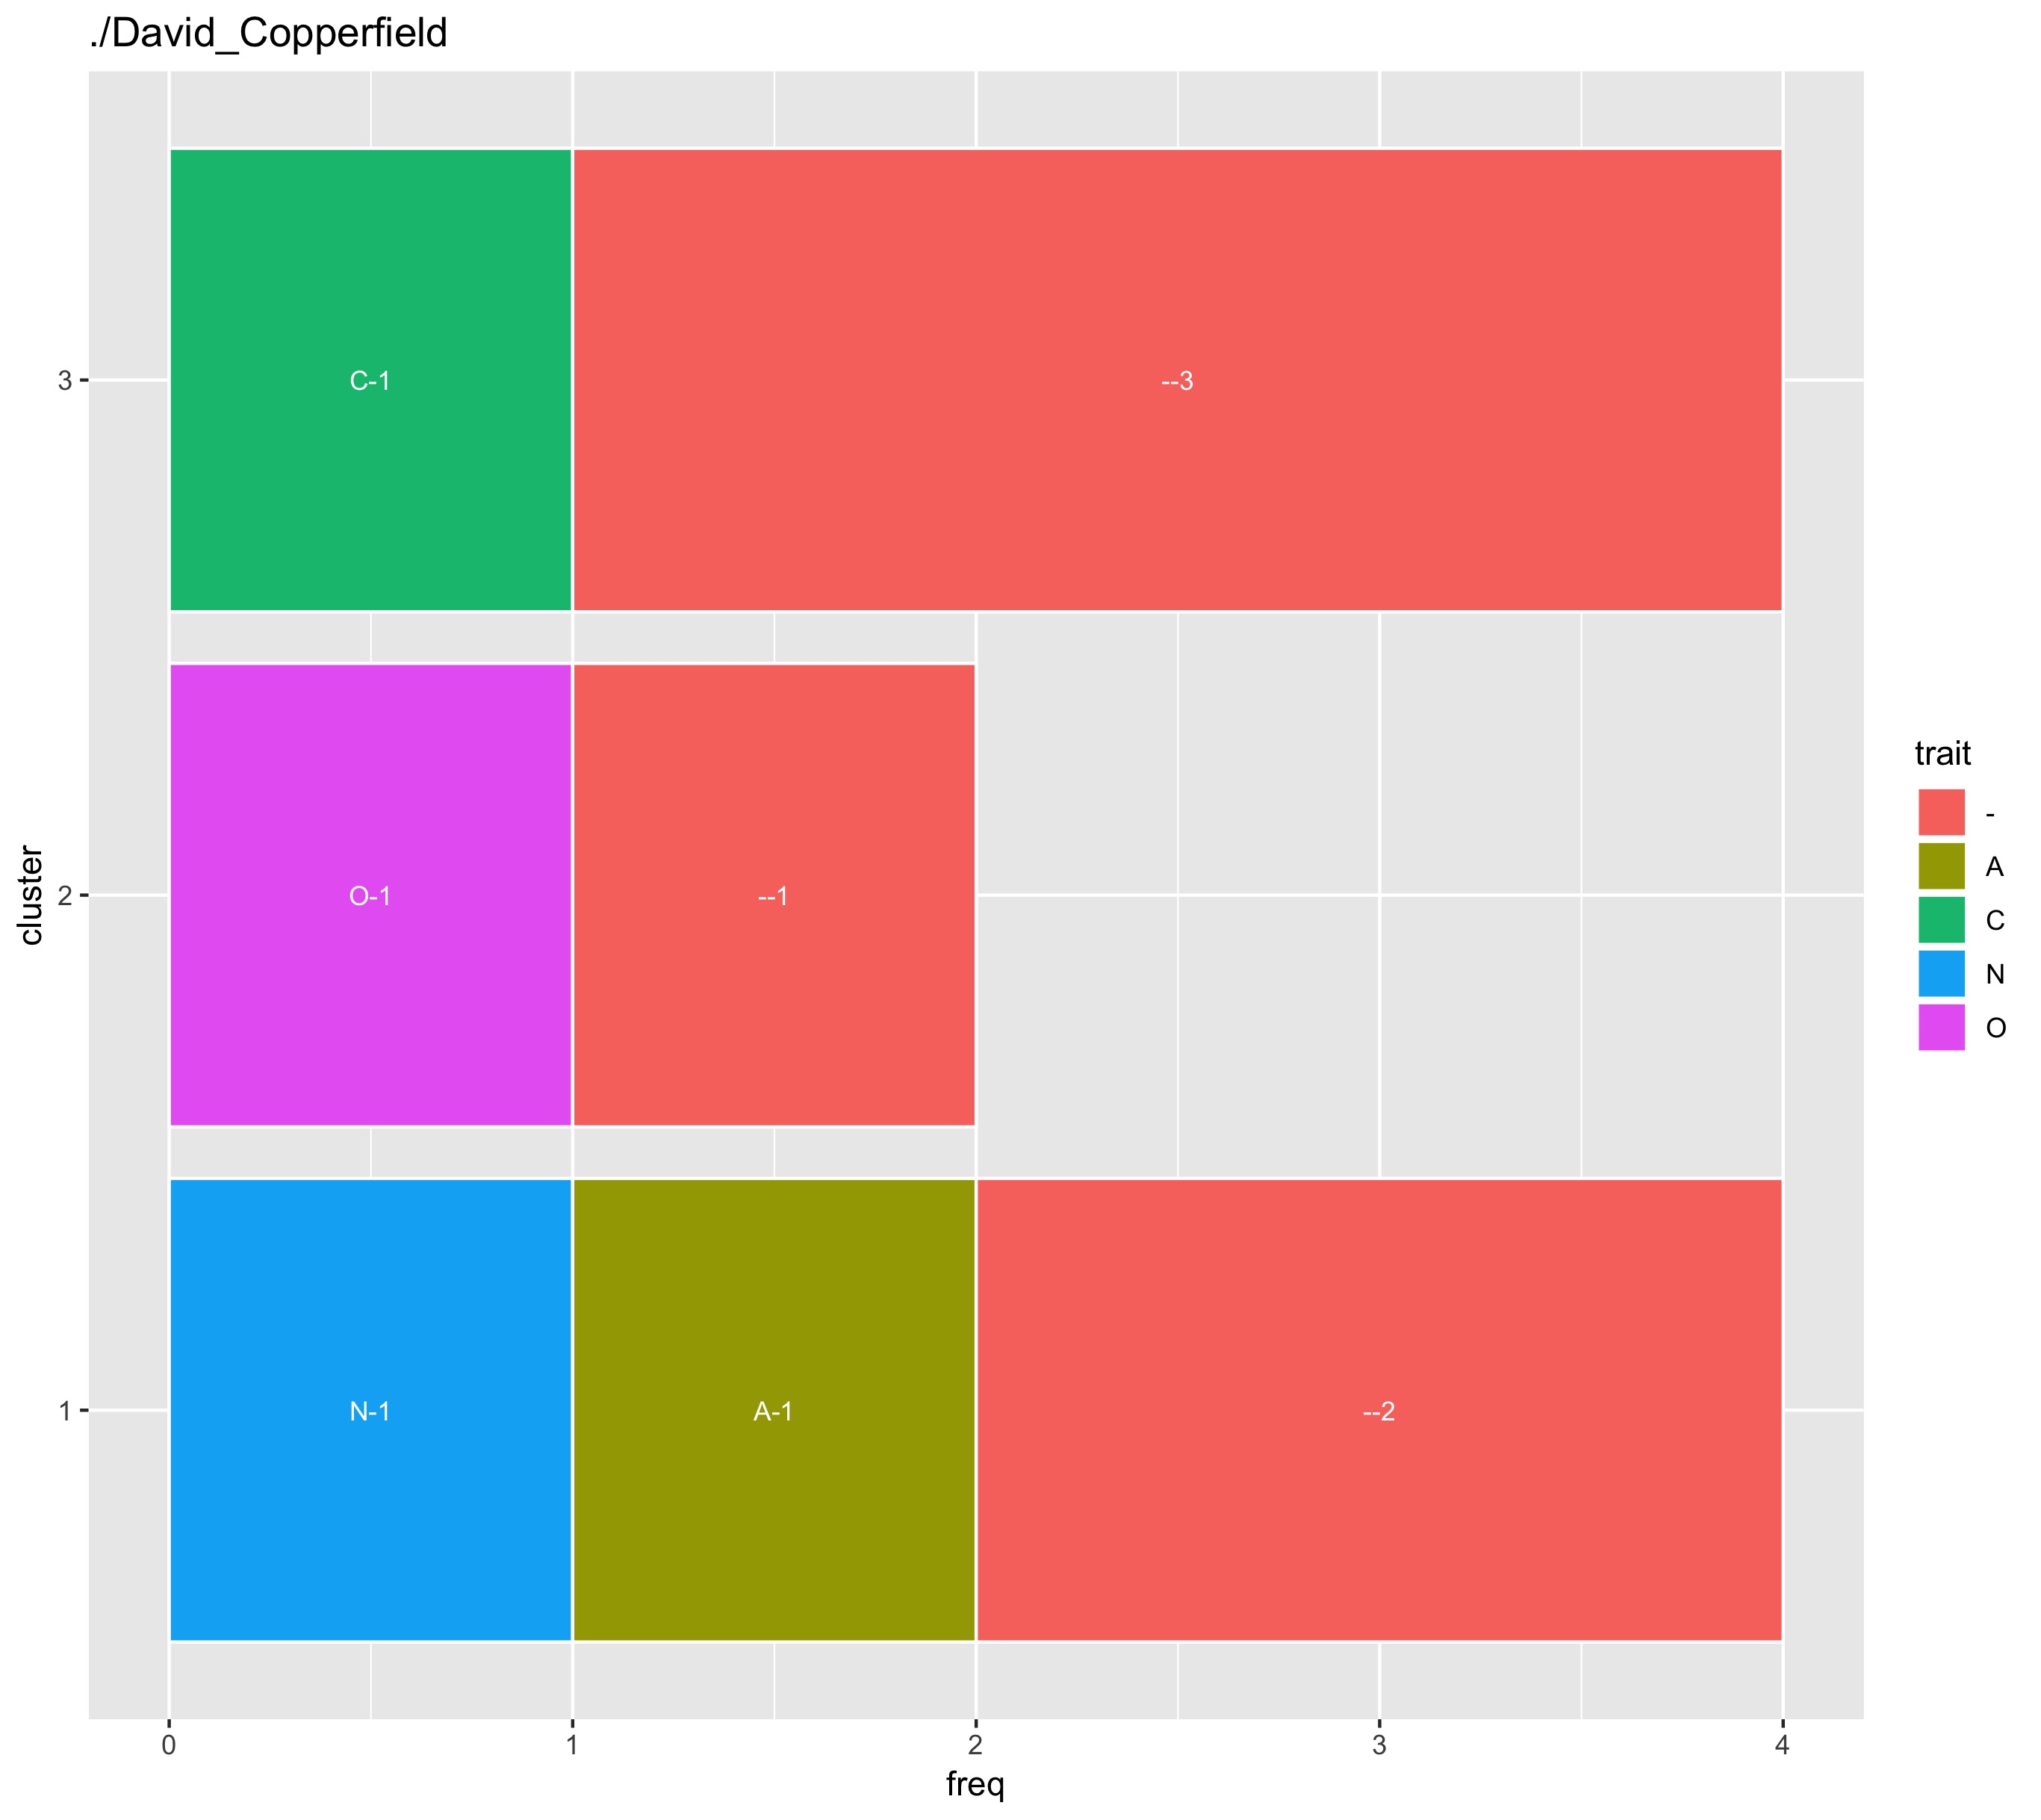 ./David_Copperfield
3
C-1
--3
2
O-1
--1
1
N-1
A-1
--2
0 1 2 3 4
freq
cluster
trait
-
A
C
N
O